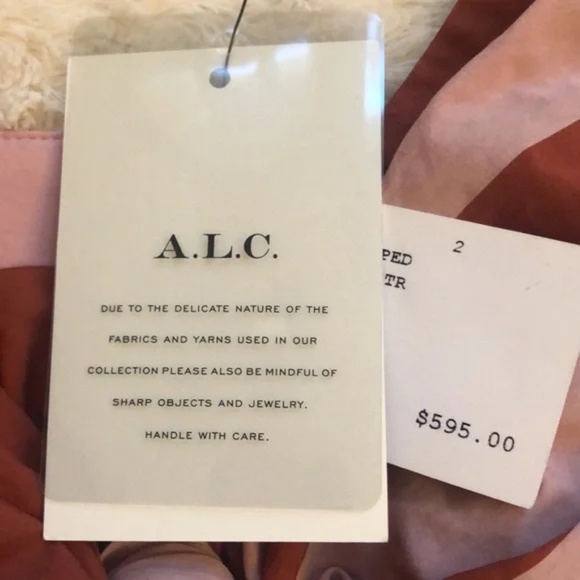 A.L.C.
DUE TO THE DELICATE NATURE OF THE
FABRICS AND YARNS USED IN OUR
COLLECTION PLEASE ALSO BE MINDFUL OF
SHARP OBJECTS AND JEWELRY.
HANDLE WITH CARE.
2
PED
TR
$595.00